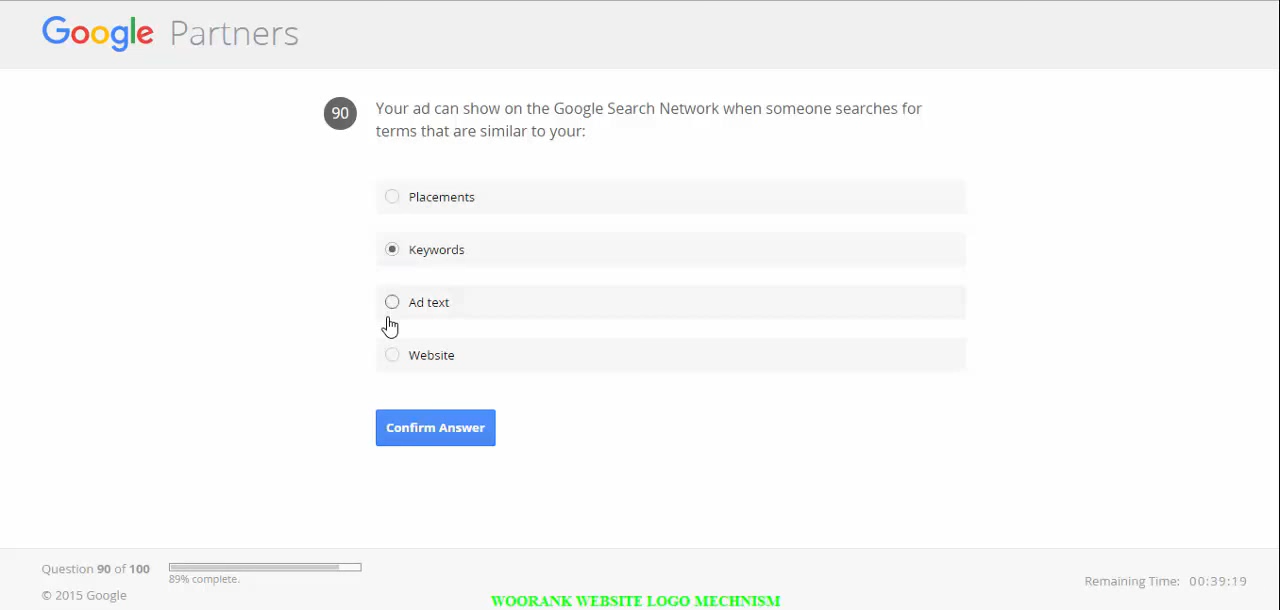 Google Partners
90
Your ad can show on the Google Search Network when someone searches for
terms that are similar to your:
Placements
Keywords
Ad text
Website
Confirm Answer
Question 90 of 100
89% complete.
© 2015 Google
Remaining Time: 00:39:19
WOORANK WEBSITE LOGO MECHNISM